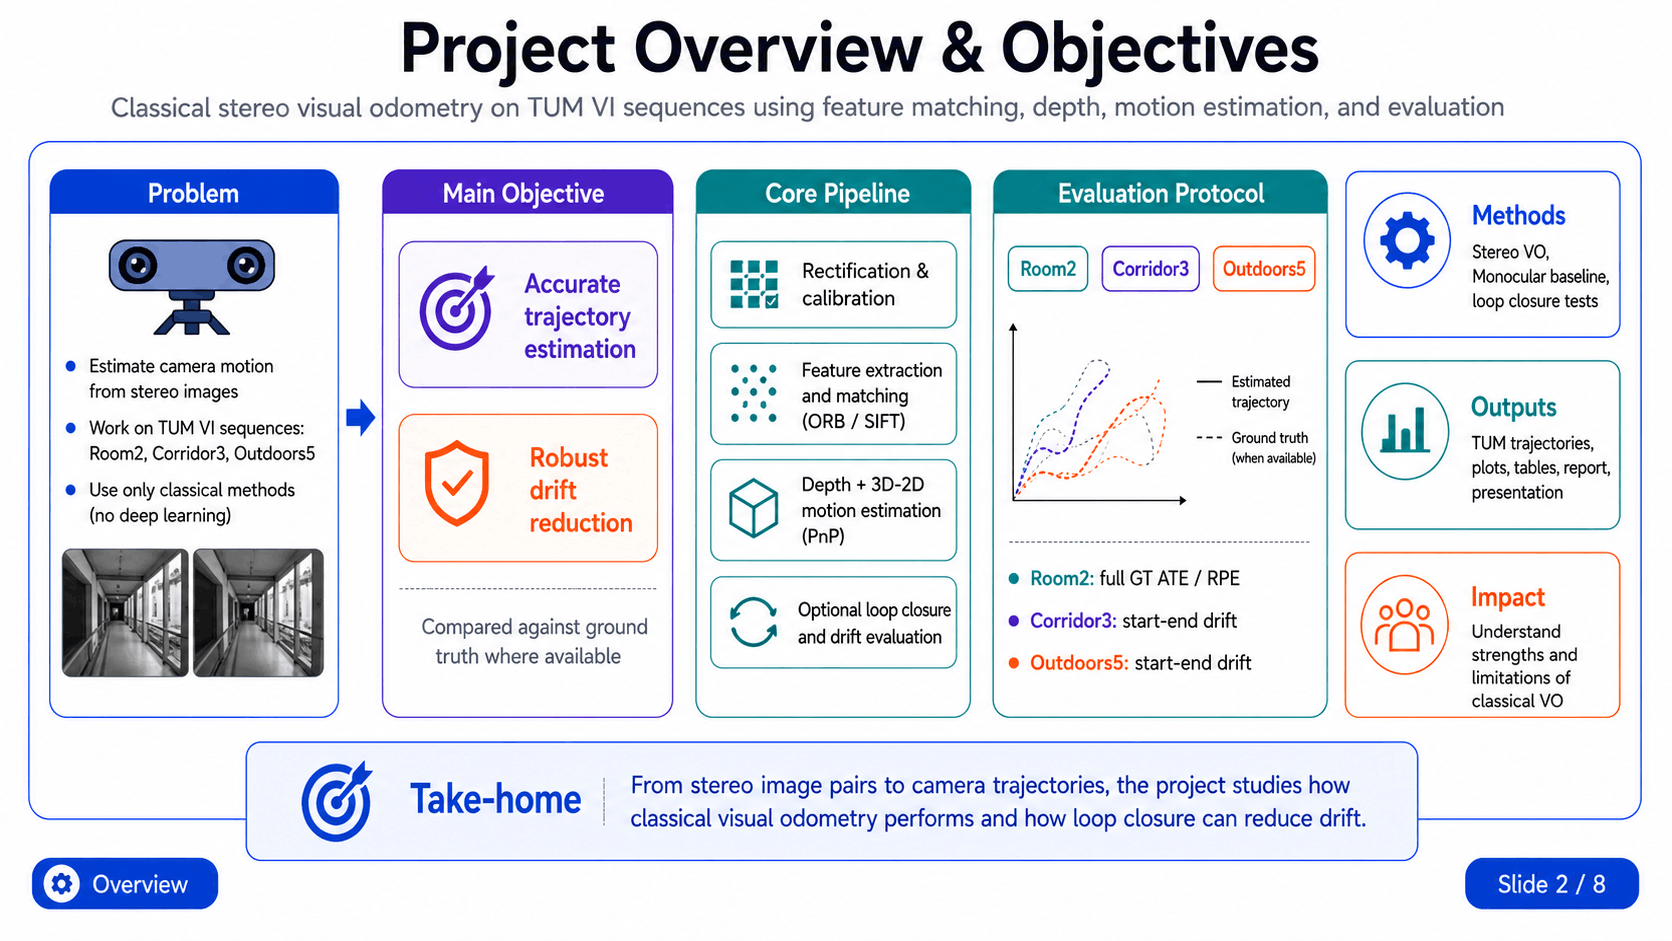 Project Overview & Objectives
Classical stereo visual odometry on TUM VI sequences using feature matching, depth, motion estimation, and evaluation
Problem
Estimate camera motion
from stereo images
Work on TUM VI sequences:
Room2, Corridor3, Outdoors5
Use only classical methods
(no deep learning)
Main Objective
Accurate
trajectory
estimation
Robust
drift
reduction
Compared against ground
truth where available
Core Pipeline
Rectification &
calibration
Feature extraction
and matching
(ORB / SIFT)
Depth + 3D-2D
motion estimation
(PnP)
Optional loop closure
and drift evaluation
Evaluation Protocol
Room2
Corridor3
Outdoors5
Estimated
trajectory
Ground truth
(when available)
Room2: full GT ATE / RPE
Corridor3: start-end drift
Outdoors5: start-end drift
Methods
Stereo VO,
Monocular baseline,
loop closure tests
Outputs
TUM trajectories,
plots, tables, report,
presentation
Impact
Understand
strengths and
limitations of
classical VO
Take-home
From stereo image pairs to camera trajectories, the project studies how
classical visual odometry performs and how loop closure can reduce drift.
Overview
Slide 2 / 8